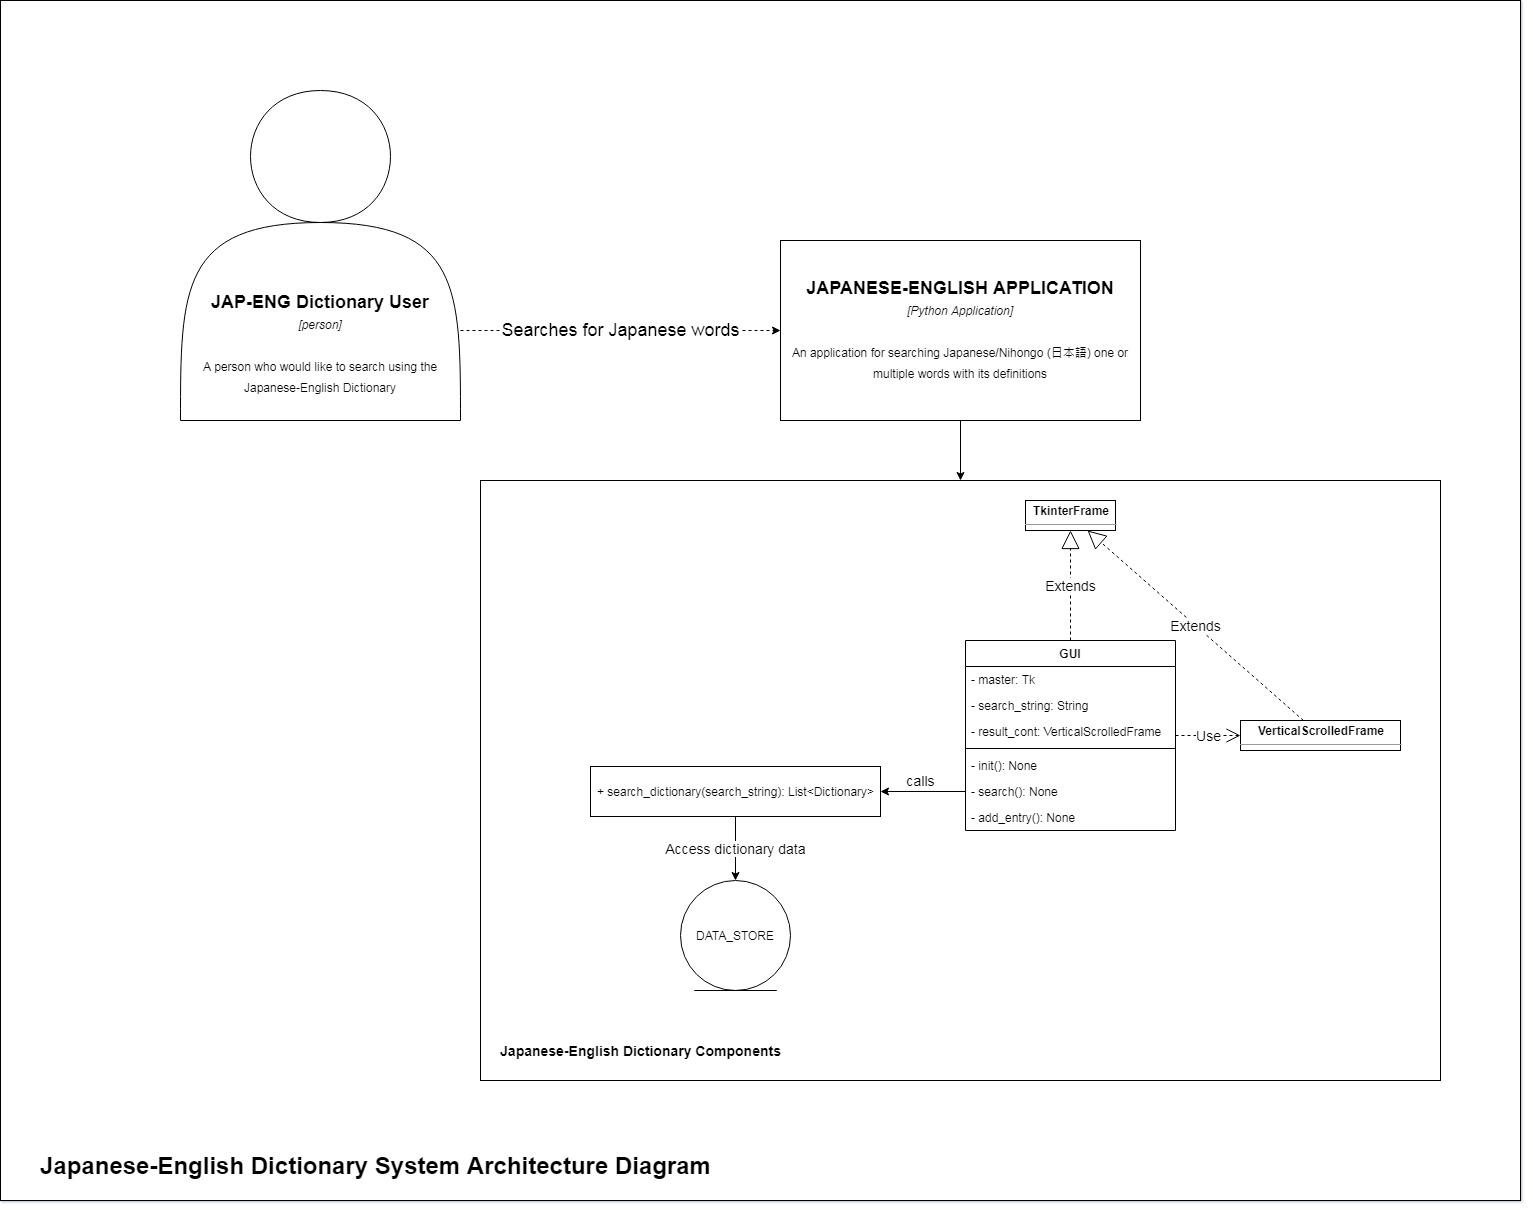 JAP-ENG Dictionary User
[person]
A person who would like to search using the
Japanese-English Dictionary
Searches for Japanese words
JAPANESE-ENGLISH APPLICATION
[Python Application]
An application for searching Japanese/Nihongo (日本語) one or
multiple words with its definitions
TkinterFrame
Extends
Extends
GUI
- master: Tk
- search_string: String
- result_cont: VerticalScrolledFrame
- init(): None
- search(): None
- add_entry(): None
Use
VerticalScrolledFrame
calls
+ search_dictionary(search_string): List<Dictionary>
Access dictionary data
DATA_STORE
Japanese-English Dictionary Components
Japanese-English Dictionary System Architecture Diagram